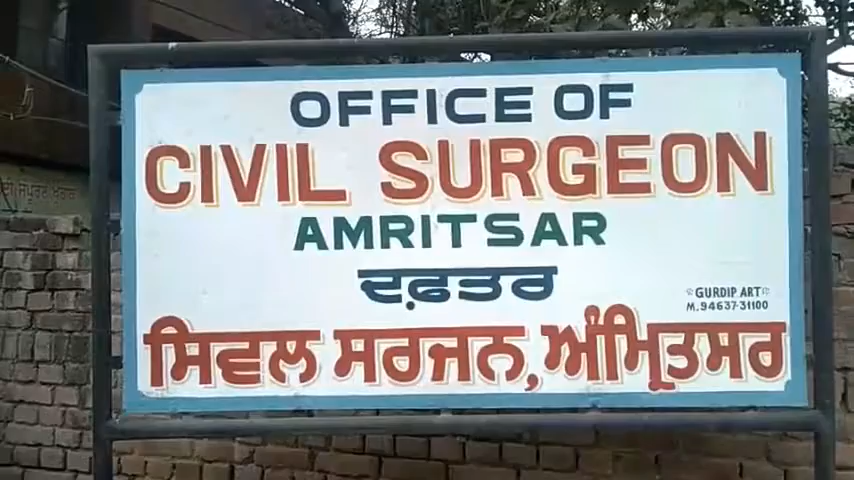 OFFICE OF
CIVIL SURGEON
AMRITSAR
ਦਫ਼ਤਰ
GURDIP ART
M.94637-31100
ਸਿਵਲ ਸਰਜਨ, ਅੰਮ੍ਰਿਤਸਰ